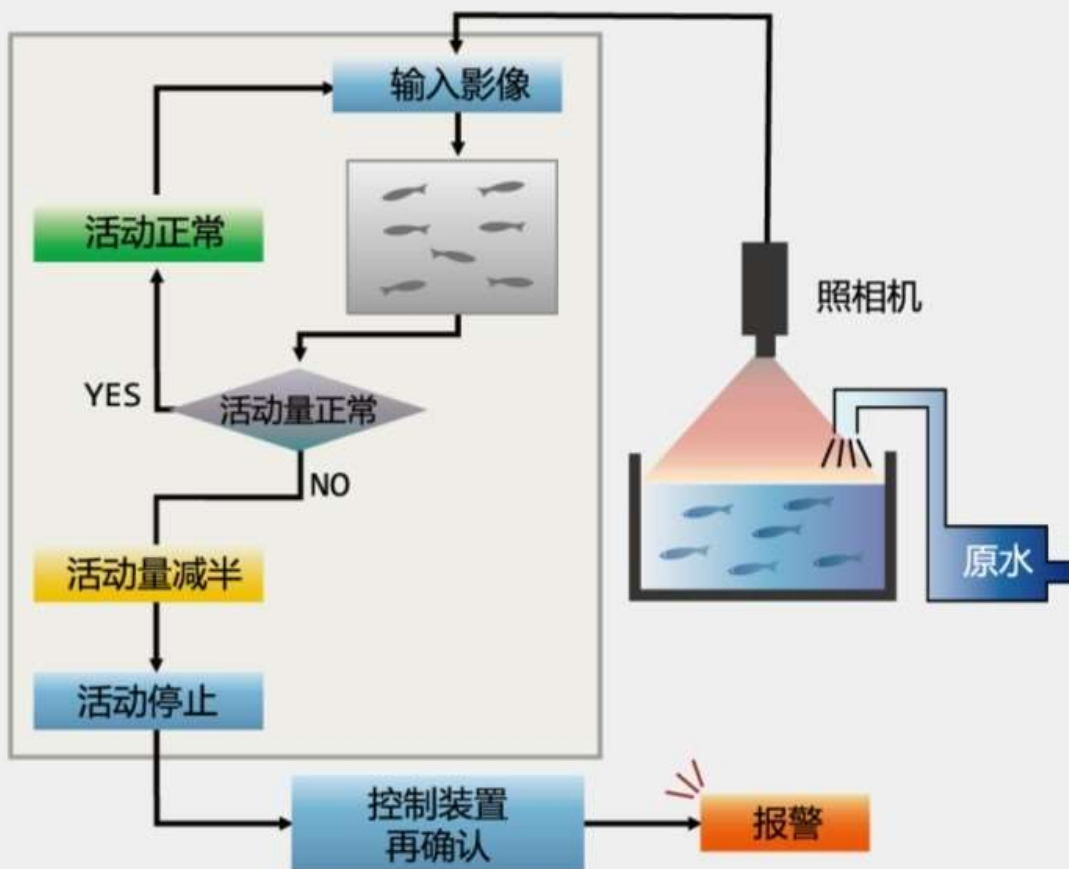 输入影像
活动正常
照相机
YES
活动量正常
NO
原水
活动量减半
活动停止
控制装置
再确认
报警